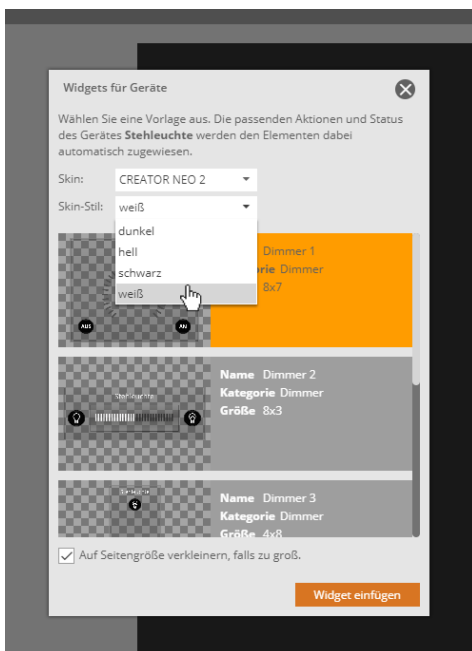 Widgets für Geräte
Wählen Sie eine Vorlage aus. Die passenden Aktionen und Status
des Gerätes Stehleuchte werden den Elementen dabei
automatisch zugewiesen.
Skin: CREATOR NEO 2
Skin-Stil: weiß
dunkel
hell
schwarz
weiß
Dimmer 1
rie Dimmer
8x7
AUS
AN
Name Dimmer 2
Kategorie Dimmer
Größe 8x3
Stehleuchte
Name Dimmer 3
Kategorie Dimmer
Größe 4x8
Stehleuchte
Auf Seitengröße verkleinern, falls zu groß.
Widget einfügen